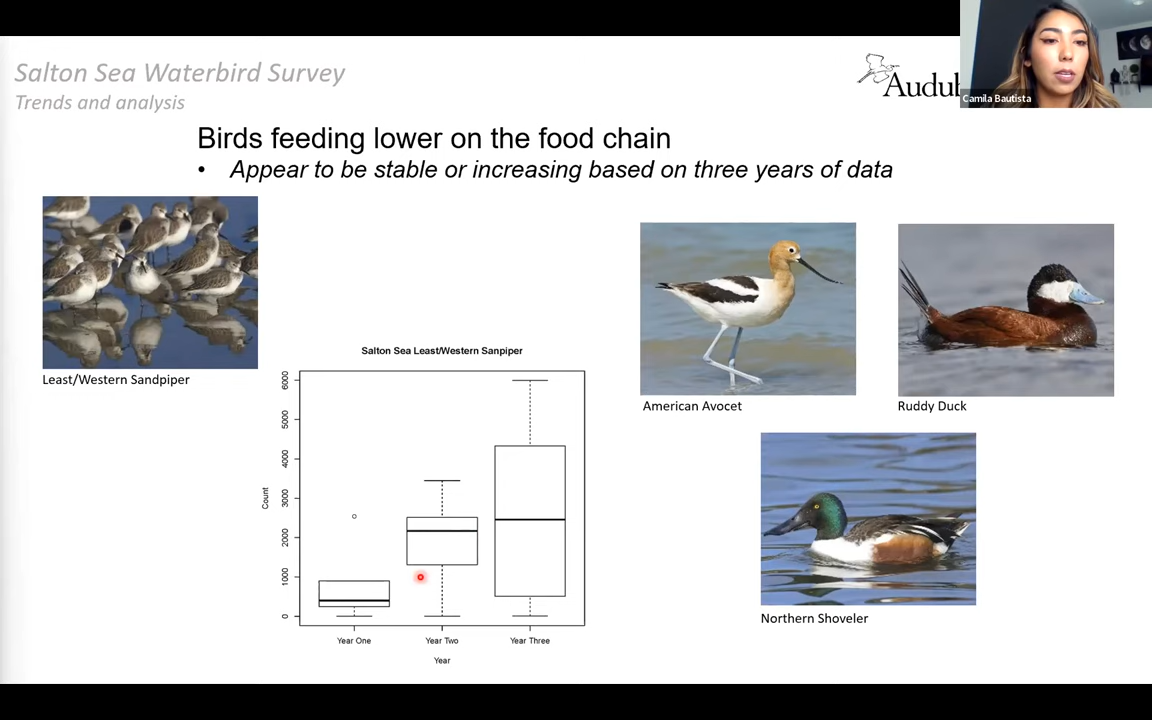 Salton Sea Waterbird Survey
Trends and analysis
Audub
Camila Bautista
Birds feeding lower on the food chain
• Appear to be stable or increasing based on three years of data
Least/Western Sandpiper
American Avocet
Ruddy Duck
Northern Shoveler
Salton Sea Least/Western Sanpiper
Count
6000
5000
4000
3000
2000
1000
0
Year One
Year Two
Year Three
Year